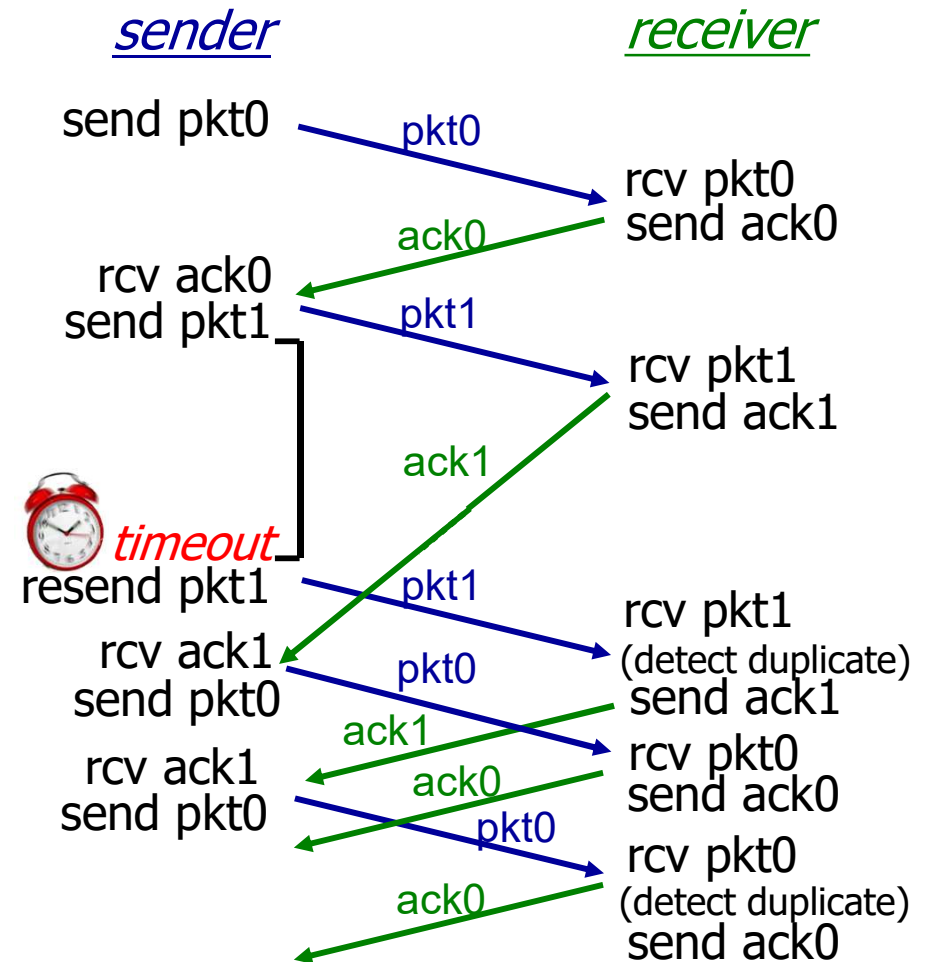 sender
receiver
send pkt0
pkt0
rcv pkt0
send ack0
ack0
rcv ack0
send pkt1
pkt1
rcv pkt1
send ack1
ack1
timeout
resend pkt1
pkt1
rcv pkt1
(detect duplicate)
send ack1
rcv ack1
send pkt0
pkt0
ack1
rcv pkt0
send ack0
rcv ack1
send pkt0
ack0
pkt0
rcv pkt0
(detect duplicate)
send ack0
ack0